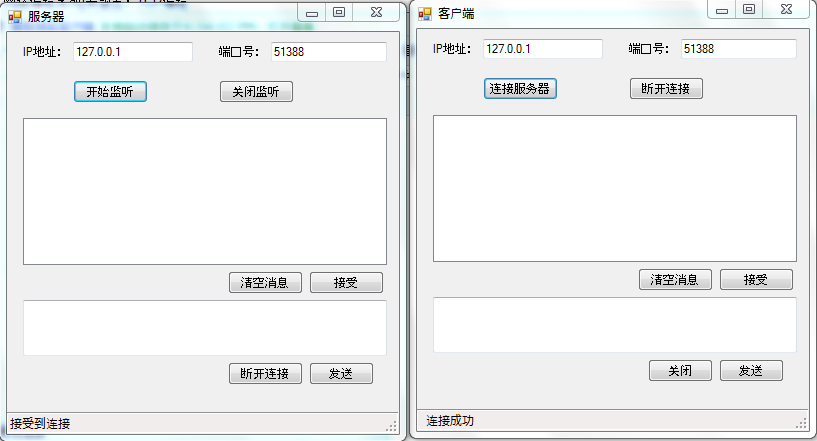 服务器
IP地址： 127.0.0.1 端口号： 51388
开始监听 关闭监听
清空消息 接受
断开连接 发送
接受到连接
客户端
IP地址： 127.0.0.1 端口号： 51388
连接服务器 断开连接
清空消息 接受
关闭 发送
连接成功